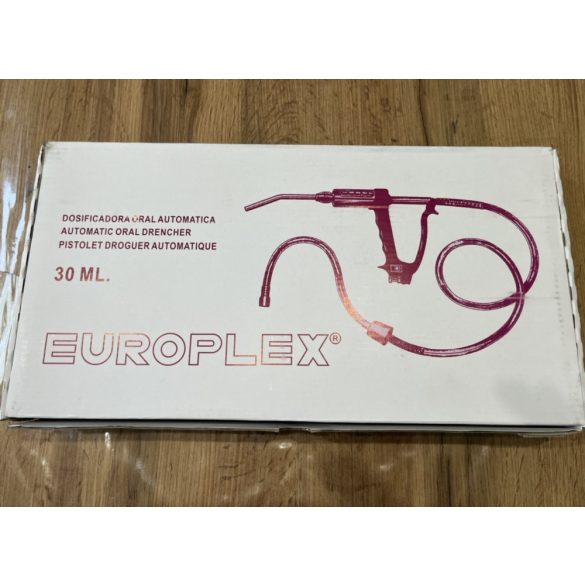 DOSIFICADORA ORAL AUTOMATICA
AUTOMATIC ORAL DRENCHER
PISTOLET DROGUER AUTOMATIQUE
30 ML.
EUROPLEX®